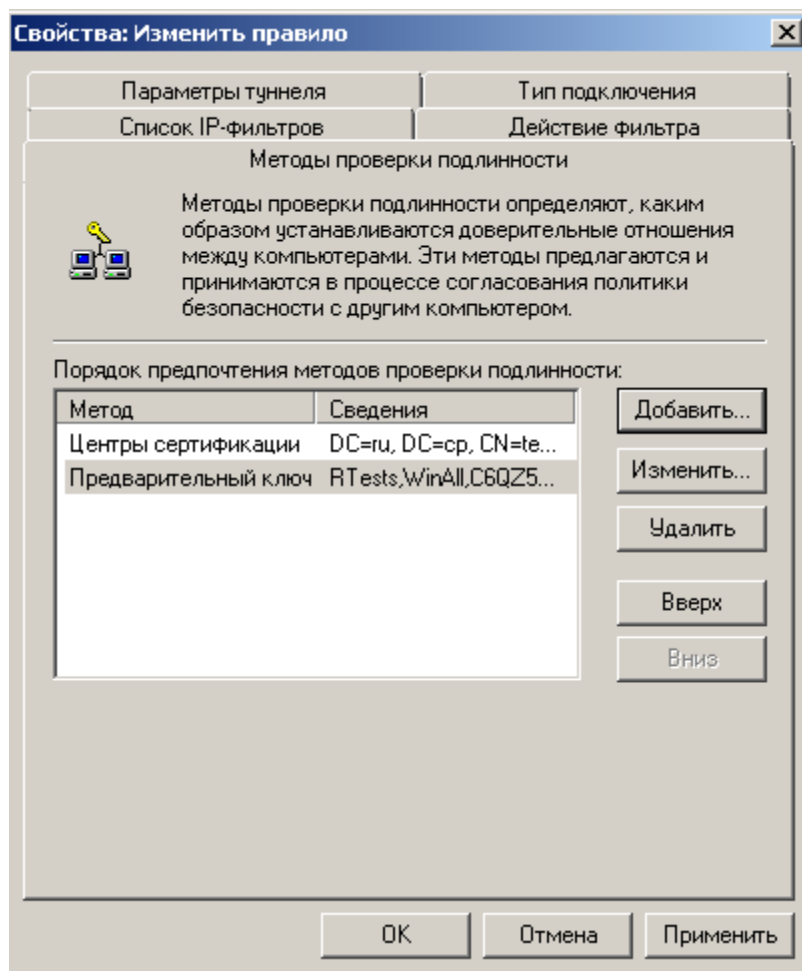 Свойства: Изменить правило
Параметры туннеля
Тип подключения
Список IP-фильтров
Действие фильтра
Методы проверки подлинности
Методы проверки подлинности определяют, каким
образом устанавливаются доверительные отношения
между компьютерами. Эти методы предлагаются и
принимаются в процессе согласования политики
безопасности с другим компьютером.
Порядок предпочтения методов проверки подлинности:
Метод Сведения
Центры сертификации DC=ru, DC=cp, CN=te...
Предварительный ключ RTests,WinAll,C6QZ5...
Добавить...
Изменить...
Удалить
Вверх
Вниз
OK
Отмена
Применить